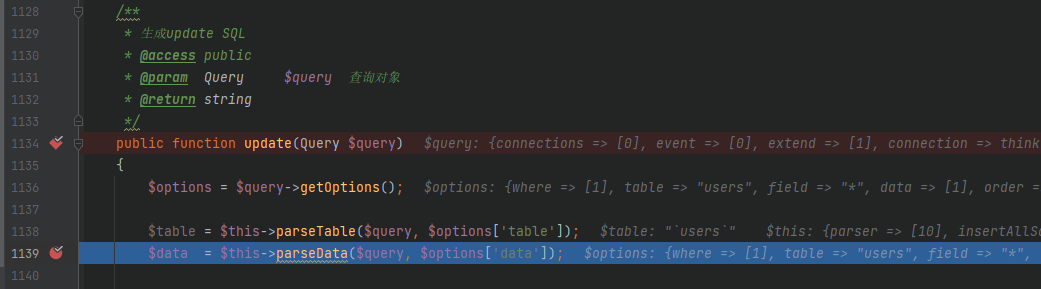 1128 /**
1129 * 生成update SQL
1130 * @access public
1131 * @param Query $query 查询对象
1132 * @return string
1133 */
1134 public function update(Query $query) $query: {connections => [0], event => [0], extend => [1], connection => think
1135 {
1136 $options = $query->getOptions(); $options: {where => [1], table => "users", field => "*", data => [1], order =
1137
1138 $table = $this->parseTable($query, $options['table']); $table: "`users`" $this: {parser => [10], insertAllSq
1139 $data = $this->parseData($query, $options['data']); $options: {where => [1], table => "users", field => "*",
1140